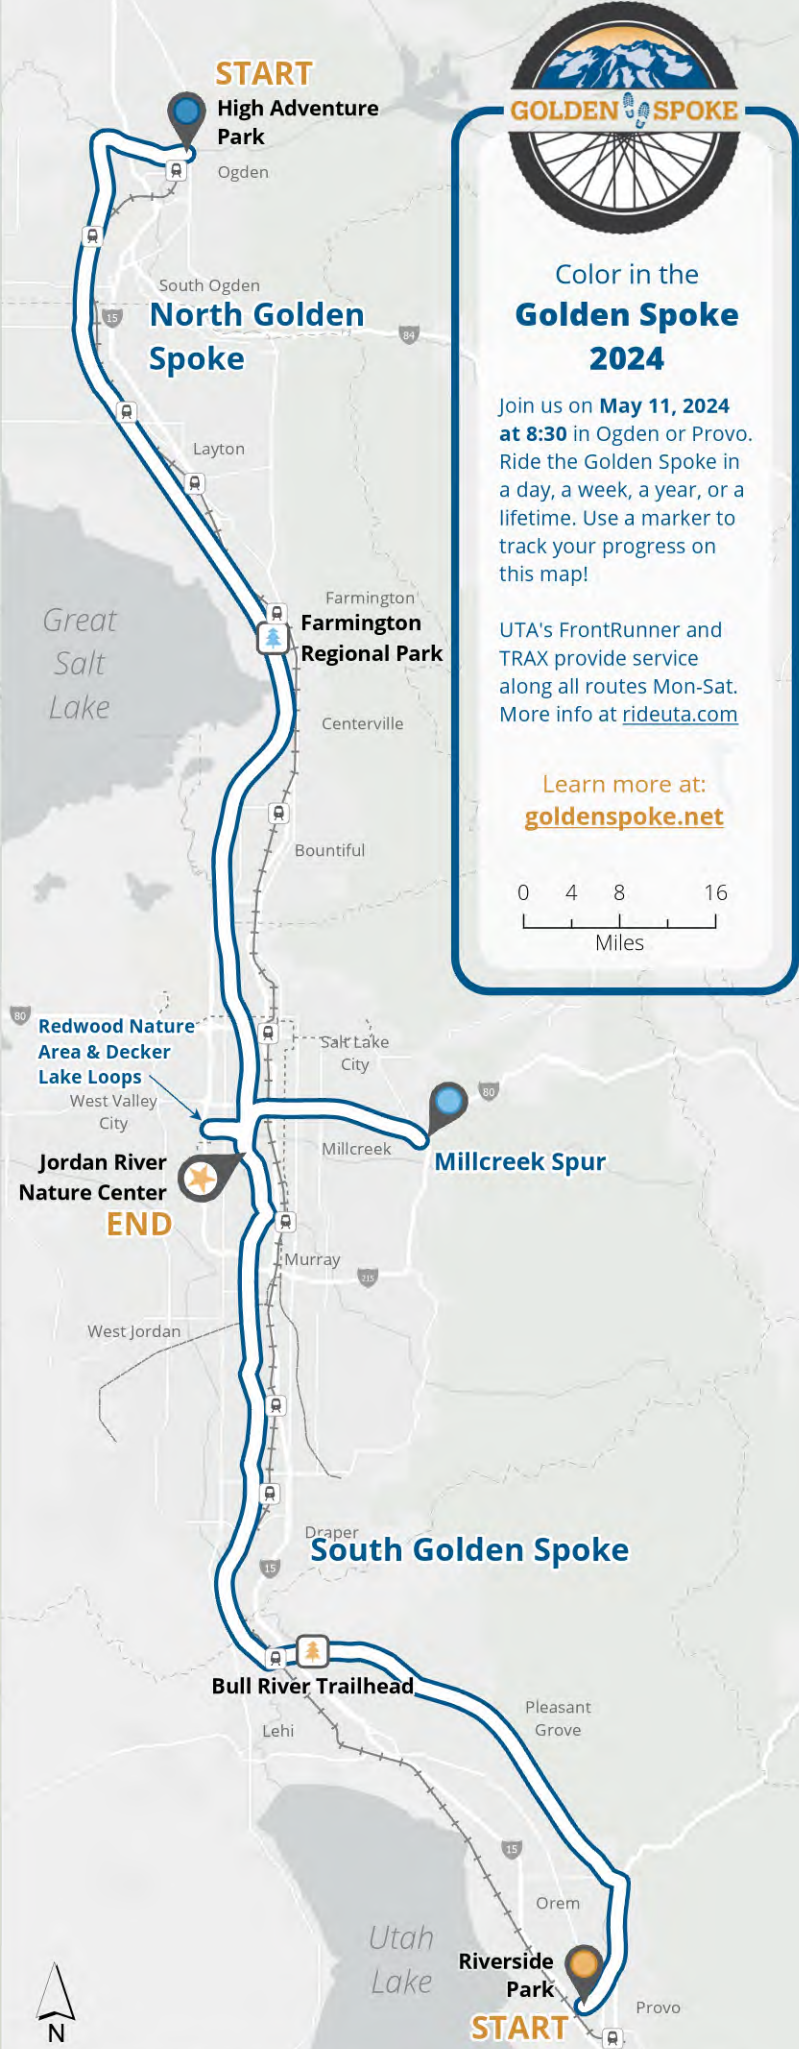 START
High Adventure
Park
Ogden
GOLDEN SPOKE
South Ogden
North Golden
Spoke
15
84
Layton
Color in the
Golden Spoke
2024
Join us on May 11, 2024
at 8:30 in Ogden or Provo.
Ride the Golden Spoke in
a day, a week, a year, or a
lifetime. Use a marker to
track your progress on
this map!
UTA's FrontRunner and
TRAX provide service
along all routes Mon-Sat.
More info at rideuta.com
Learn more at:
goldenspoke.net
0 4 8 16
Miles
Great
Salt
Lake
Farmington
Farmington
Regional Park
Centerville
Bountiful
80
Redwood Nature
Area & Decker
Lake Loops
Salt Lake
City
West Valley
City
80
Millcreek
Millcreek Spur
Jordan River
Nature Center
END
Murray
215
West Jordan
Draper
South Golden Spoke
15
Bull River Trailhead
Lehi
Pleasant
Grove
15
Orem
Utah
Lake
Riverside
Park
START
Provo
N